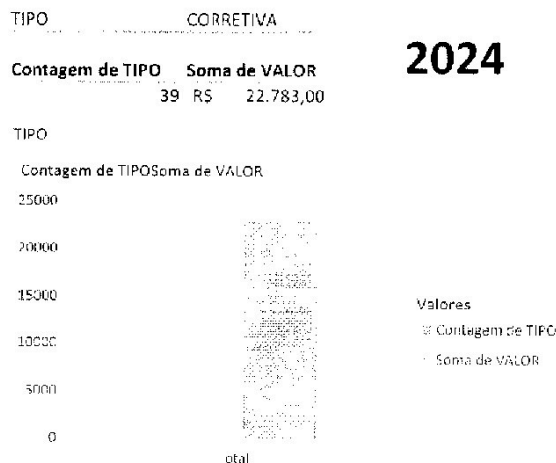 TIPO CORRETIVA
2024
Contagem de TIPO Soma de VALOR
39 R$ 22.783,00
TIPO
Contagem de TIPOSoma de VALOR
25000
20000
15000
10000
5000
0
otal
Valores
Contagem de TIPO
Soma de VALOR